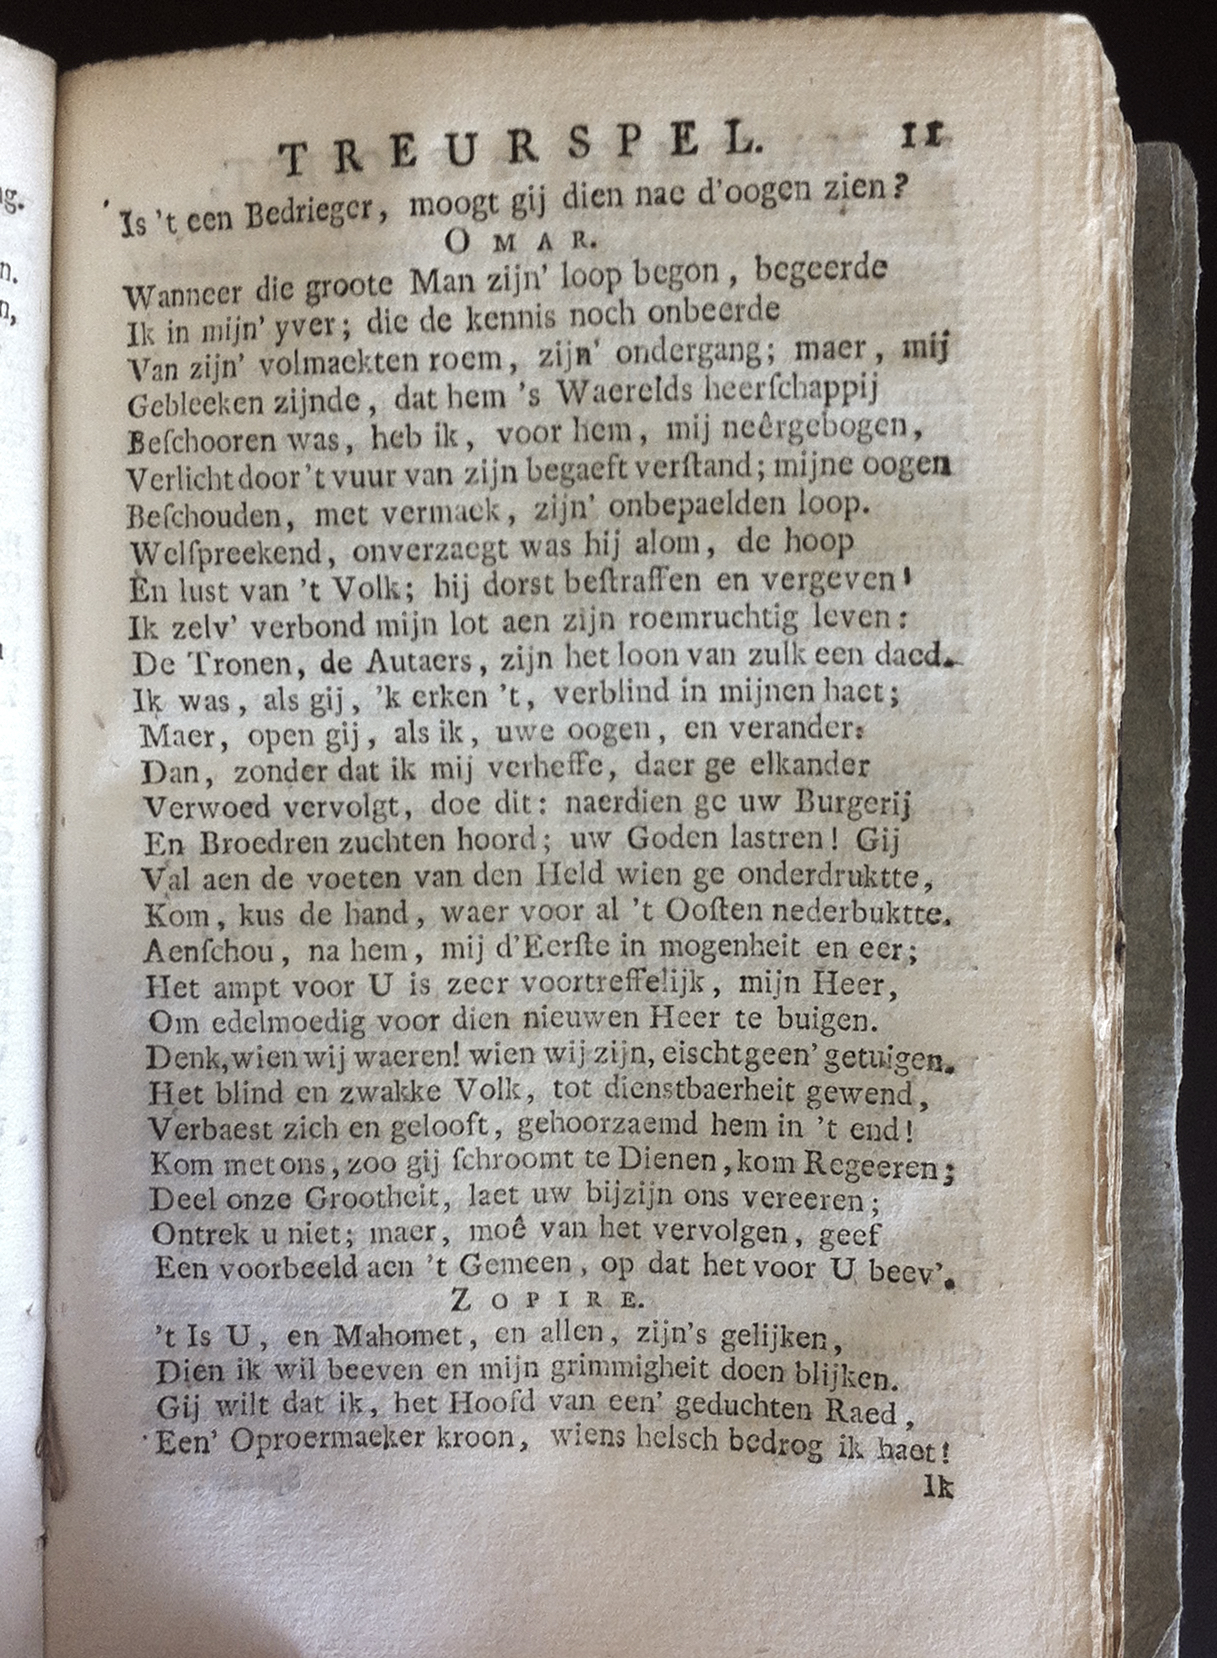 TREURSPEL. 11
Is 't een Bedrieger, moogt gij dien nae d'oogen zien?
OMAR.
Wanneer die groote Man zijn' loop begon, begeerde
Ik in mijn' yver; die de kennis noch onbeerde
Van zijn' volmaekten roem, zijn' ondergang; maer, mij
Gebleeken zijnde, dat hem 's Waerelds heerſchappij
Beſchooren was, heb ik, voor hem, mij neêrgebogen,
Verlicht door 't vuur van zijn begaeft verſtand; mijne oogen
Beſchouden, met vermaek, zijn' onbepaelden loop.
Welſpreekend, onverzaegt was hij alom, de hoop
En lust van 't Volk; hij dorst beſtraffen en vergeven'
Ik zelv' verbond mijn lot aen zijn roemruchtig leven:
De Tronen, de Autaers, zijn het loon van zulk een daed.
Ik was, als gij, 'k erken 't, verblind in mijnen haet;
Maer, open gij, als ik, uwe oogen, en verander:
Dan, zonder dat ik mij verheffe, daer ge elkander
Verwoed vervolgt, doe dit: naerdien ge uw Burgerij
En Broedren zuchten hoord; uw Goden lastren! Gij
Val aen de voeten van den Held wien ge onderdruktte,
Kom, kus de hand, waer voor al 't Ooſten nederbuktte.
Aenſchou, na hem, mij d'Eerſte in mogenheit en eer;
Het ampt voor U is zeer voortreffelijk, mijn Heer,
Om edelmoedig voor dien nieuwen Heer te buigen.
Denk, wien wij waeren! wien wij zijn, eischt geen' getuigen.
Het blind en zwakke Volk, tot dienstbaerheit gewend,
Verbaest zich en gelooft, gehoorzaemd hem in 't end!
Kom met ons, zoo gij ſchroomt te Dienen, kom Regeeren;
Deel onze Grootheit, laet uw bijzijn ons vereeren;
Ontrek u niet; maer, moê van het vervolgen, geef
Een voorbeeld aen 't Gemeen, op dat het voor U beev'.
ZOPIRE.
't Is U, en Mahomet, en allen, zijn's gelijken,
Dien ik wil beeven en mijn grimmigheit doen blijken.
Gij wilt dat ik, het Hoofd van een' geduchten Raed,
Een' Oproermaeker kroon, wiens helsch bedrog ik haet!
Ik